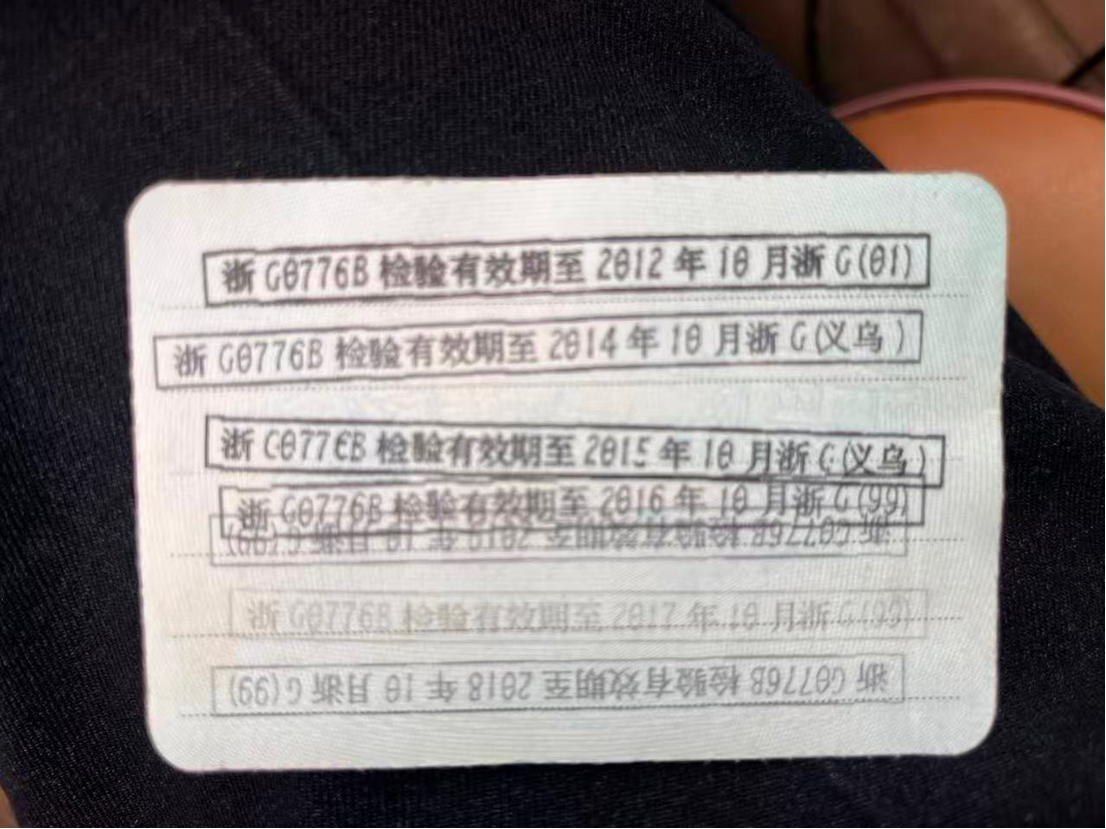 浙 G0776B 检验有效期至 2012 年 10 月浙 G(01)
浙 G0776B 检验有效期至 2014 年 10 月浙 G(义乌)
浙 G0776B 检验有效期至 2015 年 10 月浙 G(义乌)
浙 G0776B 检验有效期至 2016 年 10 月浙 G(99)
浙 G0776B 检验有效期至 2019 年 10 月浙 G(99)
浙 G0776B 检验有效期至 2017 年 10 月浙 G(99)
浙 G0776B 检验有效期至 2018 年 10 月浙 G(99)